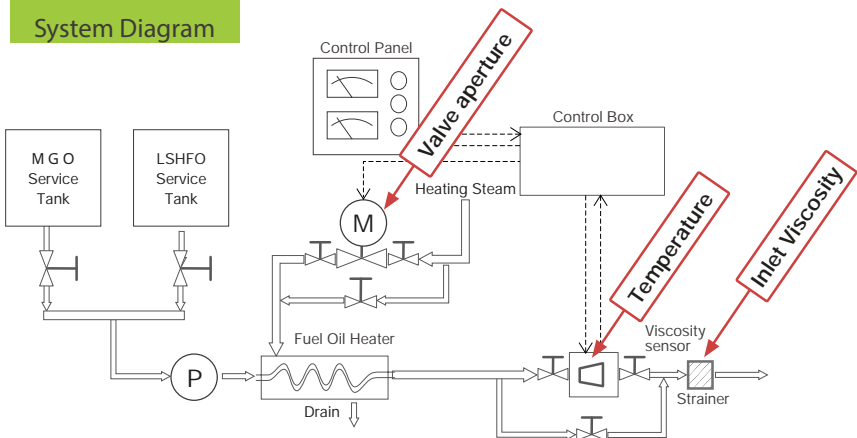 System Diagram
Control Panel
Valve aperture
Control Box
M G O
Service
Tank
LSHFO
Service
Tank
Heating Steam
M
Temperature
Inlet Viscosity
Fuel Oil Heater
Viscosity
sensor
P
Drain
Strainer